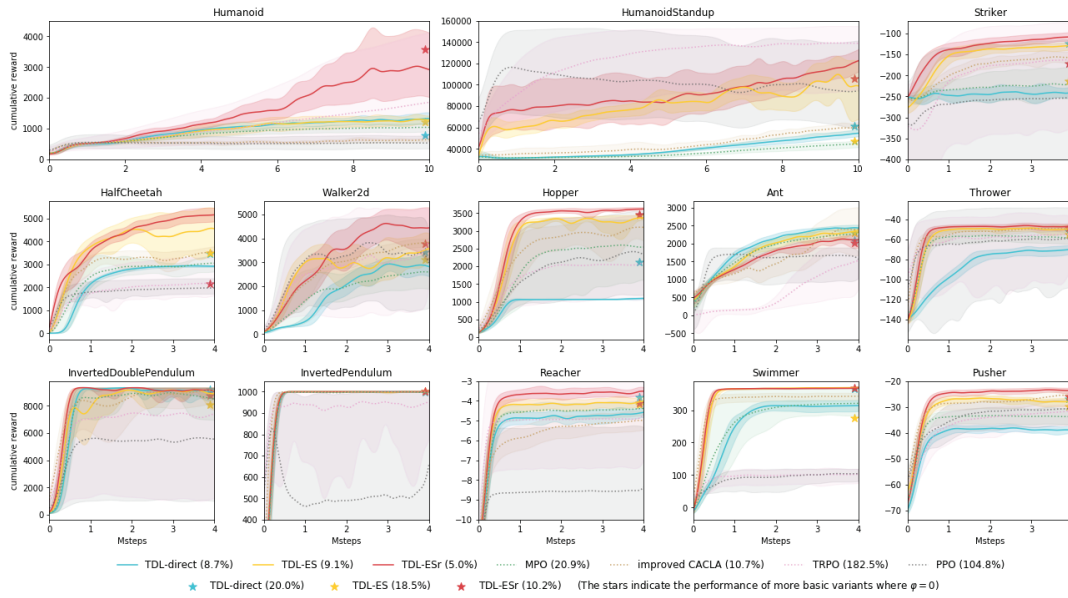 Humanoid
HumanoidStandup
Striker
cumulative reward
4000
3000
2000
1000
0
0 2 4 6 8 10
160000
140000
120000
100000
80000
60000
40000
0 2 4 6 8 10
-100
-150
-200
-250
-300
-350
-400
0 1 2 3
HalfCheetah
Walker2d
Hopper
Ant
Thrower
cumulative reward
5000
4000
3000
2000
1000
0
0 1 2 3 4
5000
4000
3000
2000
1000
0
0 1 2 3 4
3500
3000
2500
2000
1500
1000
500
0
0 1 2 3 4
3000
2500
2000
1500
1000
500
0
-500
0 1 2 3 4
-40
-60
-80
-100
-120
-140
0 1 2 3
InvertedDoublePendulum
InvertedPendulum
Reacher
Swimmer
Pusher
cumulative reward
8000
6000
4000
2000
0 1 2 3 4
Msteps
1000
900
800
700
600
500
400
0 1 2 3 4
Msteps
-3
-4
-5
-6
-7
-8
-9
-10
0 1 2 3 4
Msteps
300
200
100
0
0 1 2 3 4
Msteps
-20
-30
-40
-50
-60
-70
0 1 2 3
Msteps
TDL-direct (8.7%) TDL-ES (9.1%) TDL-ESr (5.0%) MPO (20.9%) improved CACLA (10.7%) TRPO (182.5%) PPO (104.8%)
TDL-direct (20.0%) TDL-ES (18.5%) TDL-ESr (10.2%) (The stars indicate the performance of more basic variants where φ=0)